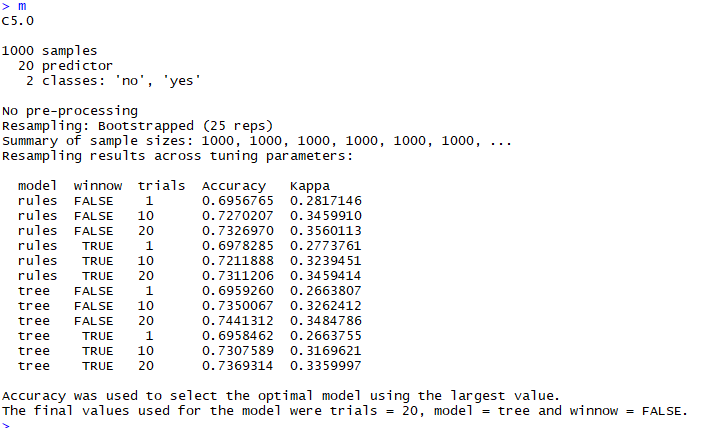 > m
C5.0
1000 samples
20 predictor
2 classes: 'no', 'yes'
No pre-processing
Resampling: Bootstrapped (25 reps)
Summary of sample sizes: 1000, 1000, 1000, 1000, 1000, 1000, ...
Resampling results across tuning parameters:
model winnow trials Accuracy Kappa
rules FALSE 1 0.6956765 0.2817146
rules FALSE 10 0.7270207 0.3459910
rules FALSE 20 0.7326970 0.3560113
rules TRUE 1 0.6978285 0.2773761
rules TRUE 10 0.7211888 0.3239451
rules TRUE 20 0.7311206 0.3459414
tree FALSE 1 0.6959260 0.2663807
tree FALSE 10 0.7350067 0.3262412
tree FALSE 20 0.7441312 0.3484786
tree TRUE 1 0.6958462 0.2663755
tree TRUE 10 0.7307589 0.3169621
tree TRUE 20 0.7369314 0.3359997
Accuracy was used to select the optimal model using the largest value.
The final values used for the model were trials = 20, model = tree and winnow = FALSE.
>